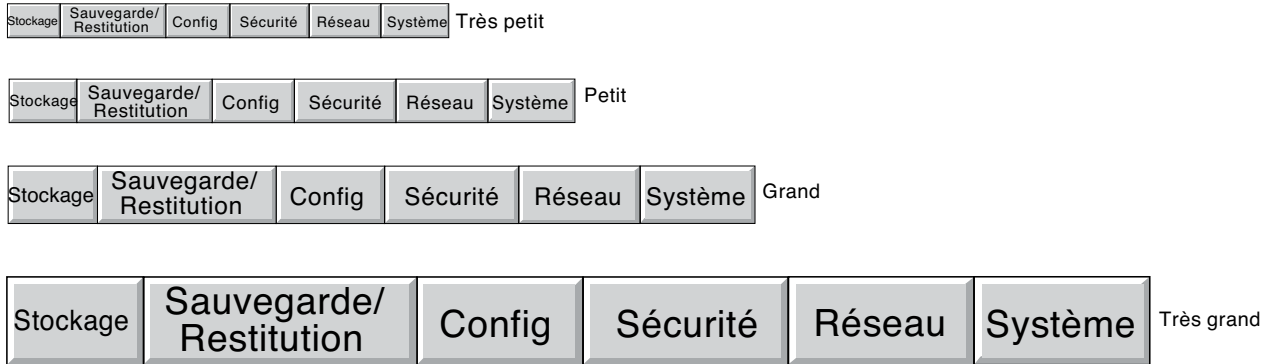 Stockage Sauvegarde/ Config Sécurité Réseau Système Très petit
Restitution
Stockage Sauvegarde/ Config Sécurité Réseau Système Petit
Restitution
Stockage Sauvegarde/ Config Sécurité Réseau Système Grand
Restitution
Stockage Sauvegarde/ Config Sécurité Réseau Système Très grand
Restitution